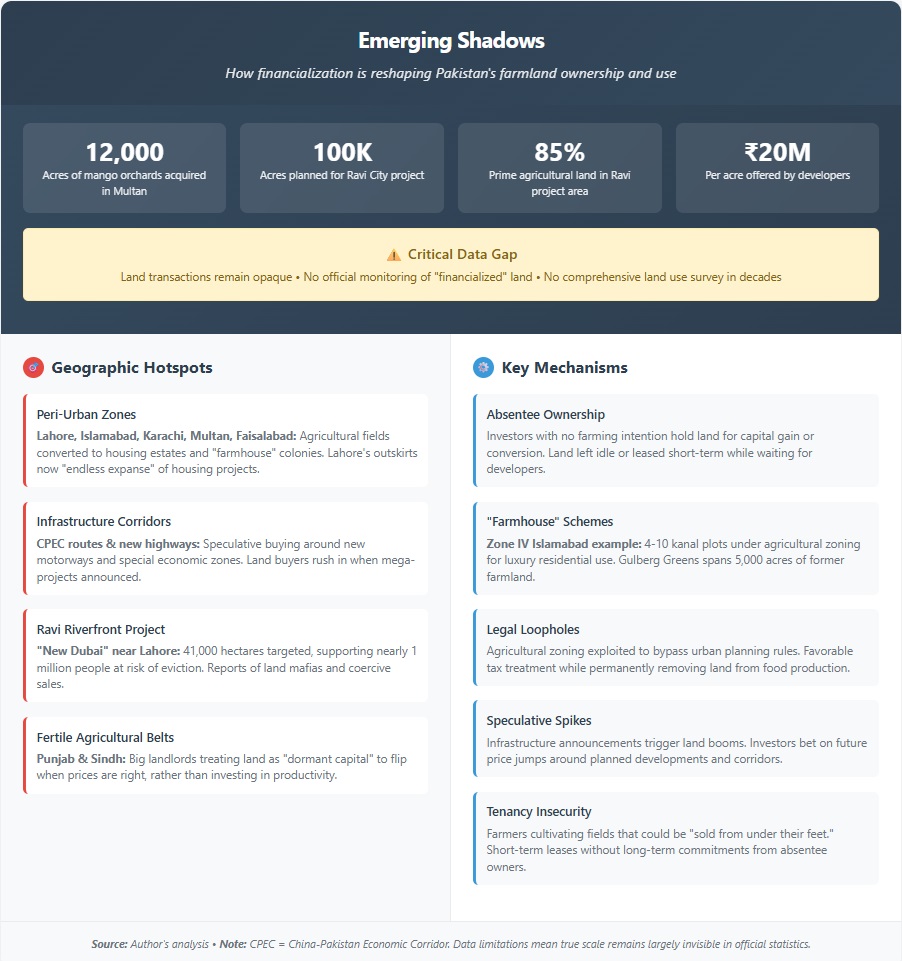 Emerging Shadows
How financialization is reshaping Pakistan's farmland ownership and use
12,000
Acres of mango orchards acquired
in Multan
100K
Acres planned for Ravi City project
85%
Prime agricultural land in Ravi
project area
₹20M
Per acre offered by developers
Critical Data Gap
Land transactions remain opaque • No official monitoring of "financialized" land • No comprehensive land use survey in decades
Geographic Hotspots
Peri-Urban Zones
Lahore, Islamabad, Karachi, Multan, Faisalabad: Agricultural fields
converted to housing estates and "farmhouse" colonies. Lahore's outskirts
now "endless expanse" of housing projects.
Infrastructure Corridors
CPEC routes & new highways: Speculative buying around new
motorways and special economic zones. Land buyers rush in when mega-
projects announced.
Ravi Riverfront Project
"New Dubai" near Lahore: 41,000 hectares targeted, supporting nearly 1
million people at risk of eviction. Reports of land mafias and coercive
sales.
Fertile Agricultural Belts
Punjab & Sindh: Big landlords treating land as "dormant capital" to flip
when prices are right, rather than investing in productivity.
Key Mechanisms
Absentee Ownership
Investors with no farming intention hold land for capital gain or
conversion. Land left idle or leased short-term while waiting for
developers.
"Farmhouse" Schemes
Zone IV Islamabad example: 4-10 kanal plots under agricultural zoning
for luxury residential use. Gulberg Greens spans 5,000 acres of former
farmland.
Legal Loopholes
Agricultural zoning exploited to bypass urban planning rules. Favorable
tax treatment while permanently removing land from food production.
Speculative Spikes
Infrastructure announcements trigger land booms. Investors bet on future
price jumps around planned developments and corridors.
Tenancy Insecurity
Farmers cultivating fields that could be "sold from under their feet."
Short-term leases without long-term commitments from absentee
owners.
Source: Author's analysis • Note: CPEC = China-Pakistan Economic Corridor. Data limitations mean true scale remains largely invisible in official statistics.